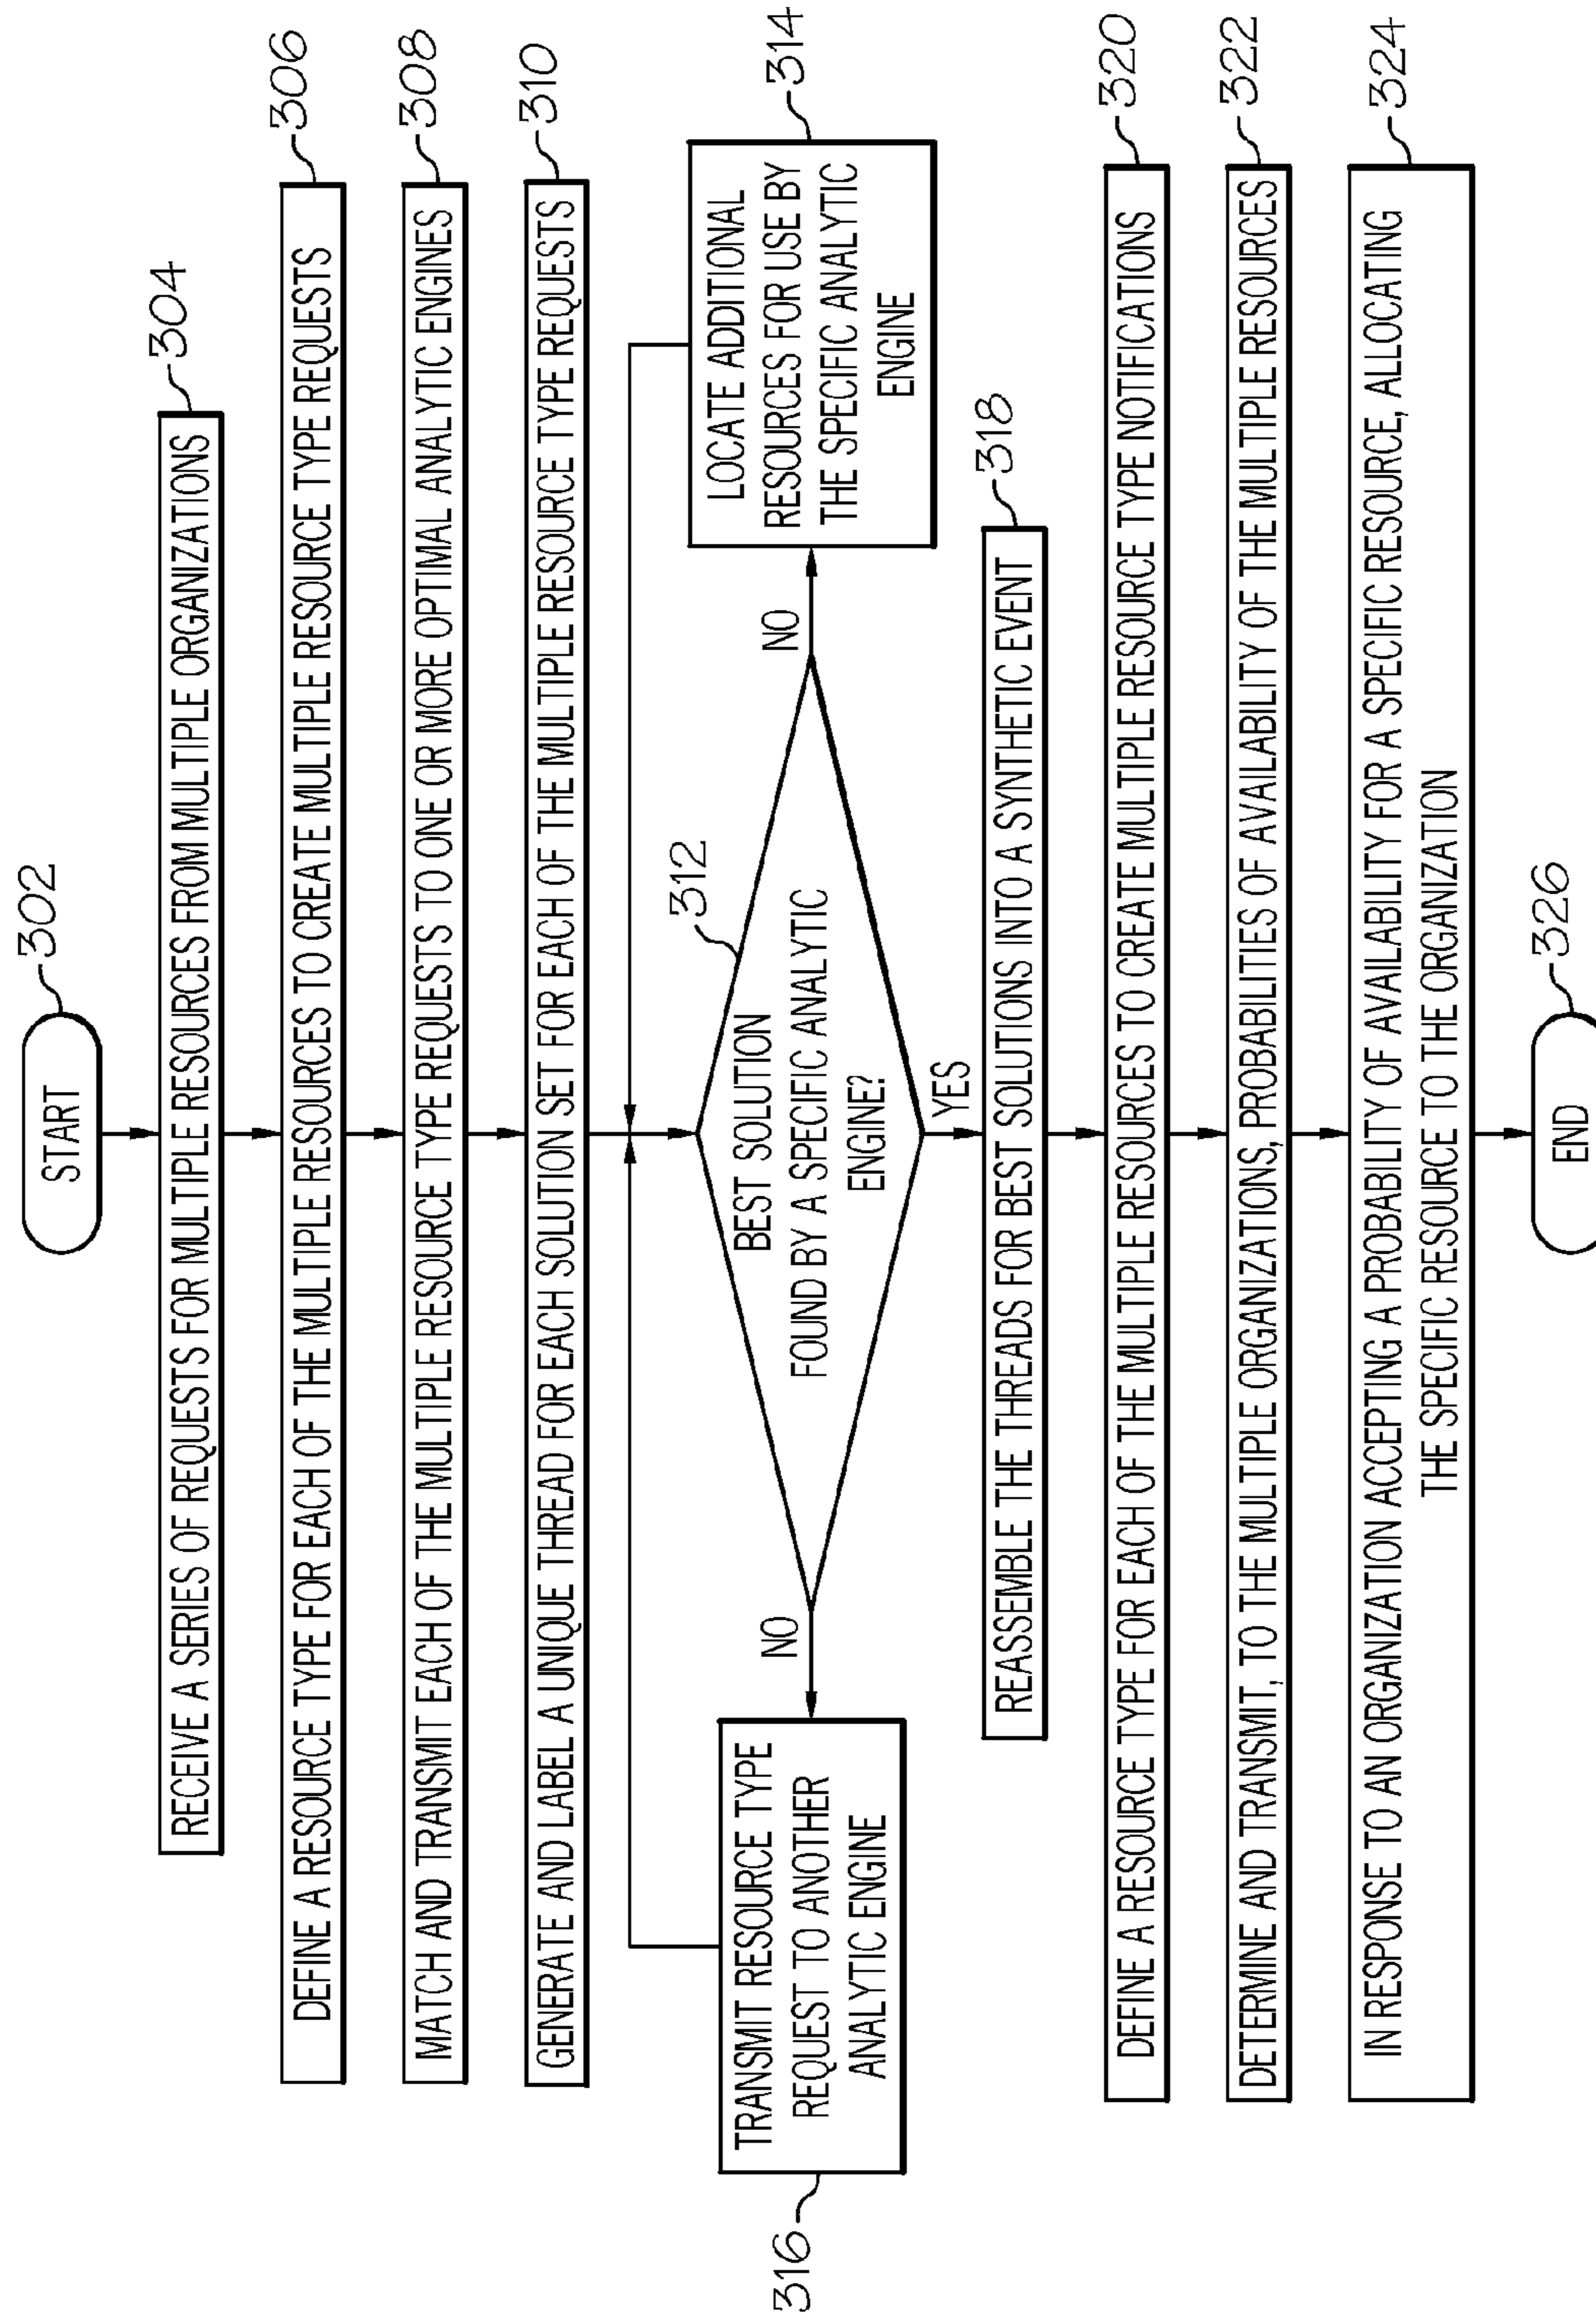 START
302
RECEIVE A SERIES OF REQUESTS FOR MULTIPLE RESOURCES FROM MULTIPLE ORGANIZATIONS
304
DEFINE A RESOURCE TYPE FOR EACH OF THE MULTIPLE RESOURCES TO CREATE MULTIPLE RESOURCE TYPE REQUESTS
306
MATCH AND TRANSMIT EACH OF THE MULTIPLE RESOURCE TYPE REQUESTS TO ONE OR MORE OPTIMAL ANALYTIC ENGINES
308
GENERATE AND LABEL A UNIQUE THREAD FOR EACH SOLUTION SET FOR EACH OF THE MULTIPLE RESOURCE TYPE REQUESTS
310
312
BEST SOLUTION
FOUND BY A SPECIFIC ANALYTIC
ENGINE?
NO
TRANSMIT RESOURCE TYPE
REQUEST TO ANOTHER
ANALYTIC ENGINE
316
NO
LOCATE ADDITIONAL
RESOURCES FOR USE BY
THE SPECIFIC ANALYTIC
ENGINE
314
YES
REASSEMBLE THE THREADS FOR BEST SOLUTIONS INTO A SYNTHETIC EVENT
318
DEFINE A RESOURCE TYPE FOR EACH OF THE MULTIPLE RESOURCES TO CREATE MULTIPLE RESOURCE TYPE NOTIFICATIONS
320
DETERMINE AND TRANSMIT, TO THE MULTIPLE ORGANIZATIONS, PROBABILITIES OF AVAILABILITY OF THE MULTIPLE RESOURCES
322
IN RESPONSE TO AN ORGANIZATION ACCEPTING A PROBABILITY OF AVAILABILITY FOR A SPECIFIC RESOURCE, ALLOCATING
THE SPECIFIC RESOURCE TO THE ORGANIZATION
324
END
326